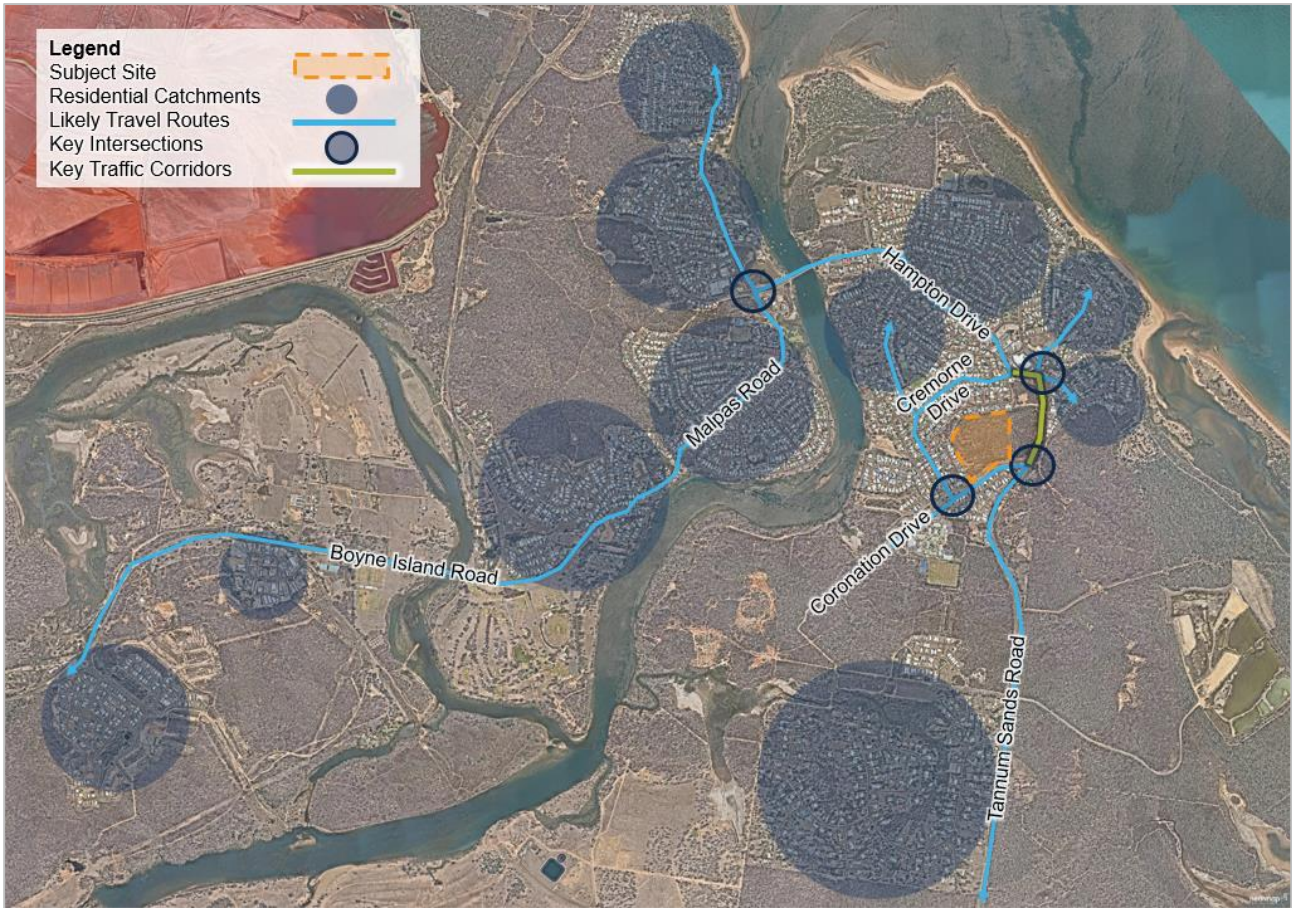 Legend
Subject Site
Residential Catchments
Likely Travel Routes
Key Intersections
Key Traffic Corridors
Hampton Drive
Cremorne
Drive
Malpas Road
Boyne Island Road
Coronation Drive
Tannum Sands Road